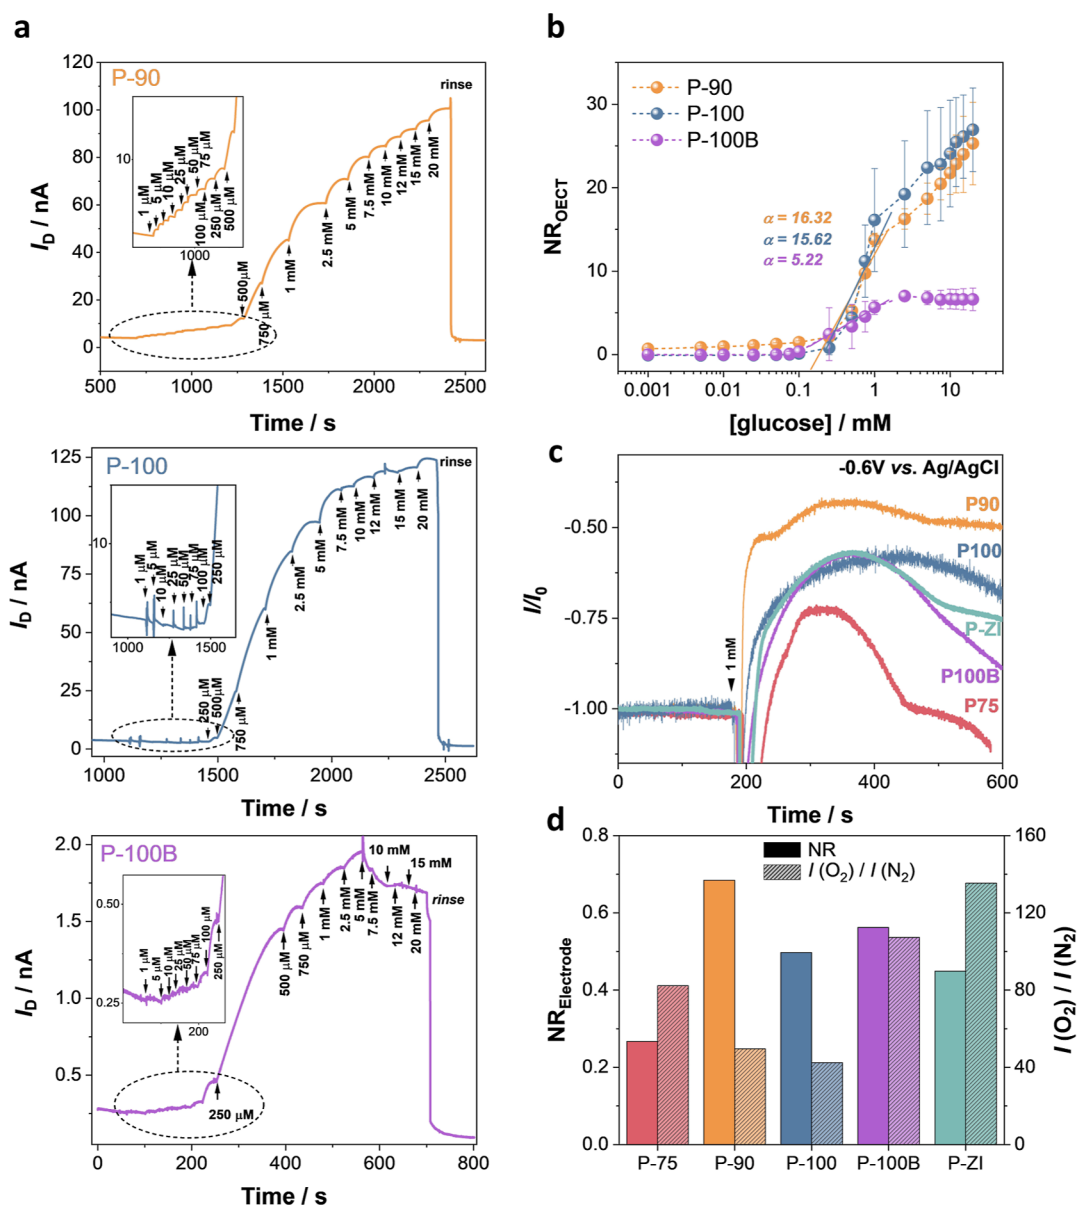 a
P-90
I_D / nA
120
100
80
60
40
20
0
500
1000
1500
2000
2500
Time / s
10
1000
1 μM
5 μM
10 μM
25 μM
50 μM
75 μM
100 μM
250 μM
500 μM
500μM
750 μM
1 mM
2.5 mM
5 mM
7.5 mM
10 mM
12 mM
15 mM
20 mM
rinse
P-100
I_D / nA
125
100
75
50
25
0
1000
1500
2000
2500
Time / s
10
1000
1500
1 μM
5 μM
10 μM
25 μM
50 μM
75 μM
100 μM
250 μM
250 μM
500μM
750 μM
1 mM
2.5 mM
5 mM
7.5 mM
10 mM
12 mM
15 mM
20 mM
rinse
P-100B
I_D / nA
2.0
1.5
1.0
0.5
0
200
400
600
800
Time / s
0.50
0.25
200
1 μM
5 μM
10 μM
25 μM
50 μM
75 μM
100 μM
250 μM
250 μM
500 μM
750 μM
1 mM
2.5 mM
5 mM
7.5 mM
10 mM
12 mM
15 mM
20 mM
rinse
b
P-90
P-100
P-100B
α = 16.32
α = 15.62
α = 5.22
NR_OECT
30
20
10
0
0.001
0.01
0.1
1
10
[glucose] / mM
c
-0.6V vs. Ag/AgCl
P90
P100
P-ZI
P100B
P75
1 mM
I/I_0
-0.50
-0.75
-1.00
0
200
400
600
Time / s
d
NR
I (O_2) / I (N_2)
NR_Electrode
0.8
0.6
0.4
0.2
0.0
160
120
80
40
0
I (O_2) / I (N_2)
P-75
P-90
P-100
P-100B
P-ZI